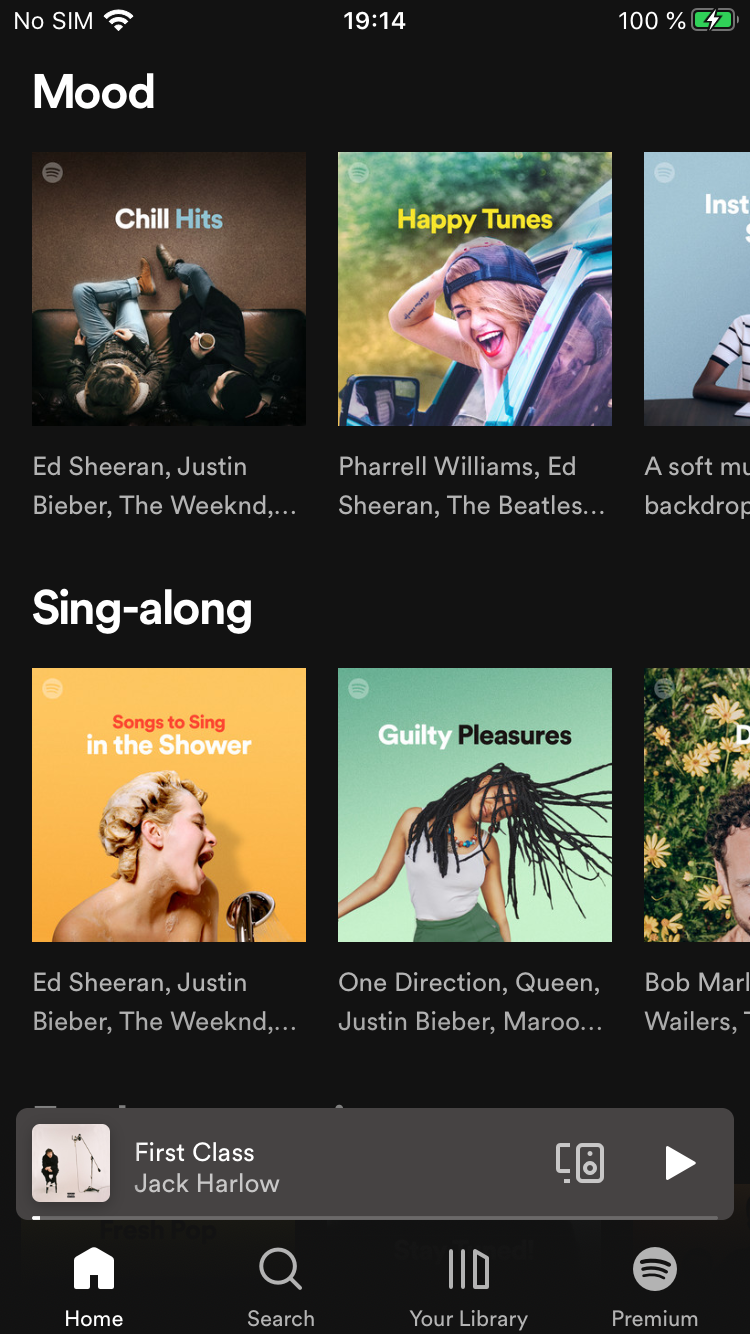 No SIM 19:14 100 %
Mood
Chill Hits
Happy Tunes
Inst
Ed Sheeran, Justin
Bieber, The Weeknd,...
Pharrell Williams, Ed
Sheeran, The Beatles...
A soft mu
backdrop
Sing-along
Songs to Sing
in the Shower
Guilty Pleasures
D
Ed Sheeran, Justin
Bieber, The Weeknd,...
One Direction, Queen,
Justin Bieber, Maroo...
Bob Marl
Wailers, T
First Class
Jack Harlow
Fresh Pop
Home
Search
Your Library
Premium